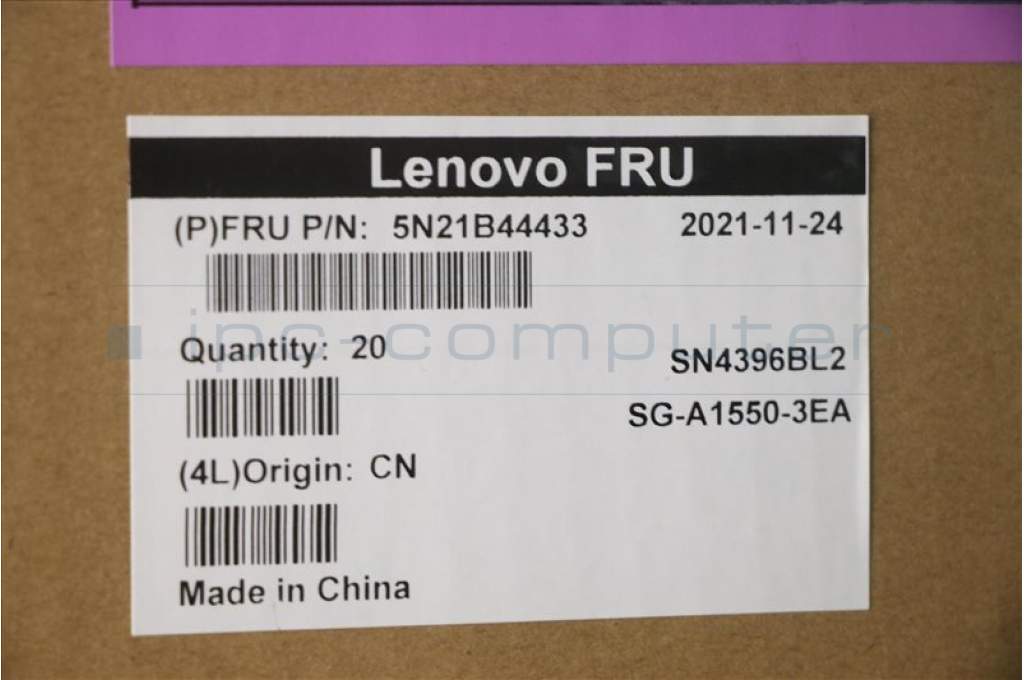 Lenovo FRU
(P)FRU P/N: 5N21B44433 2021-11-24
ipc-computer
Quantity: 20
SN4396BL2
SG-A1550-3EA
(4L)Origin: CN
Made in China